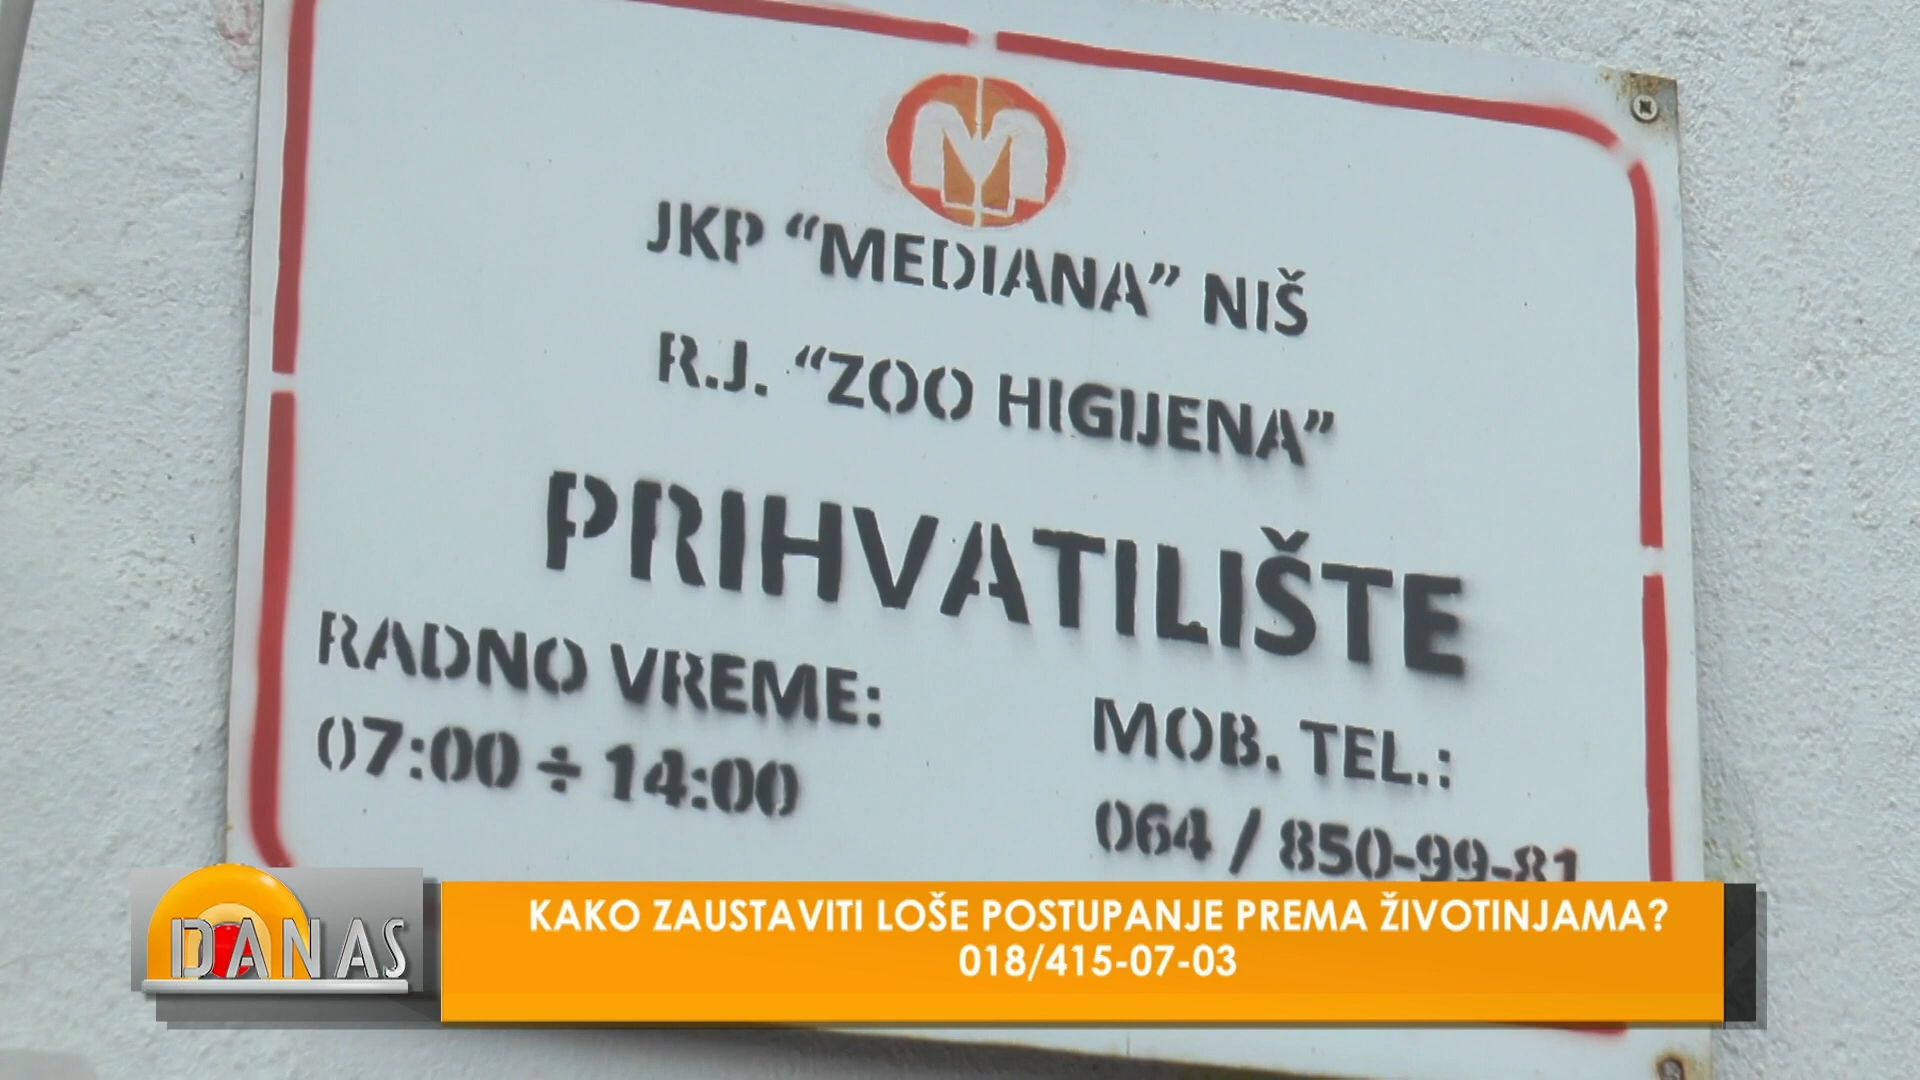 M
JKP “MEDIANA” NIŠ
R.J. “ZOO HIGIJENA”
PRIHVATILIŠTE
RADNO VREME:
07:00 ÷ 14:00
MOB. TEL.:
064 / 850-99-81
DANAS
KAKO ZAUSTAVITI LOŠE POSTUPANJE PREMA ŽIVOTINJAMA?
018/415-07-03